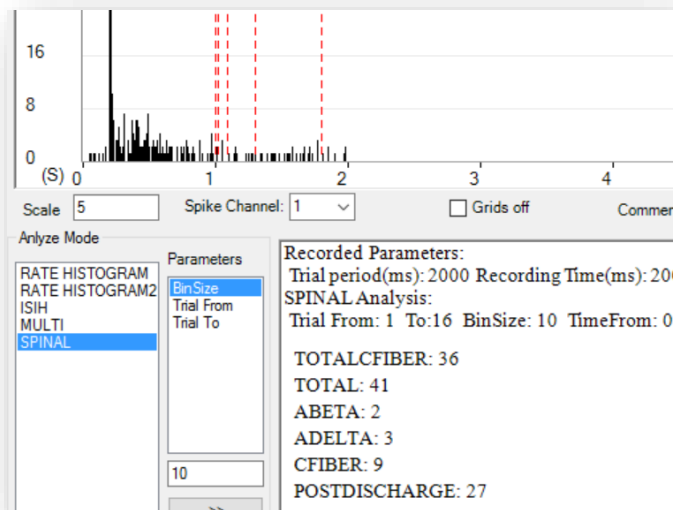 16
8
0
(S) 0 1 2 3 4
Scale 5 Spike Channel: 1 Grids off Commer
Anlyze Mode
RATE HISTOGRAM
RATE HISTOGRAM2
ISIH
MULTI
SPINAL
Parameters
BinSize
Trial From
Trial To
10
>>
Recorded Parameters:
Trial period(ms): 2000 Recording Time(ms): 200
SPINAL Analysis:
Trial From: 1 To:16 BinSize: 10 TimeFrom: 0
TOTALCFIBER: 36
TOTAL: 41
ABETA: 2
ADELTA: 3
CFIBER: 9
POSTDISCHARGE: 27